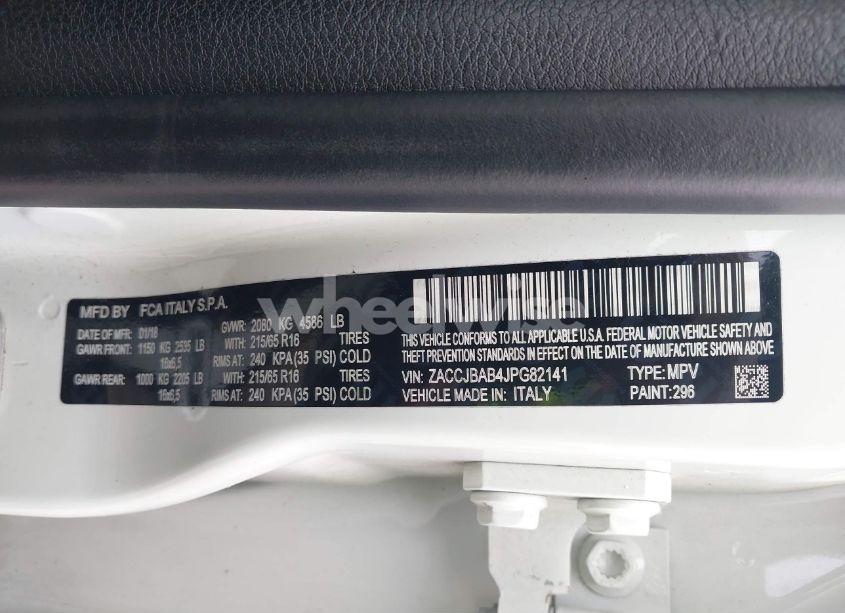 MFD BY FCA ITALY S.P.A.
DATE OF MFR: 01/18 GVWR: 2080 KG 4586 LB
GAWR FRONT: 1150 KG 2535 LB WITH: 215/65 R16 TIRES
16x6,5 RIMS AT: 240 KPA (35 PSI) COLD
GAWR REAR: 1000 KG 2205 LB WITH: 215/65 R16 TIRES
16x6,5 RIMS AT: 240 KPA (35 PSI) COLD
THIS VEHICLE CONFORMS TO ALL APPLICABLE U.S.A. FEDERAL MOTOR VEHICLE SAFETY AND
THEFT PREVENTION STANDARDS IN EFFECT ON THE DATE OF MANUFACTURE SHOWN ABOVE
VIN: ZACCJBAB4JPG82141 TYPE: MPV
VEHICLE MADE IN: ITALY PAINT: 296
wheelwise